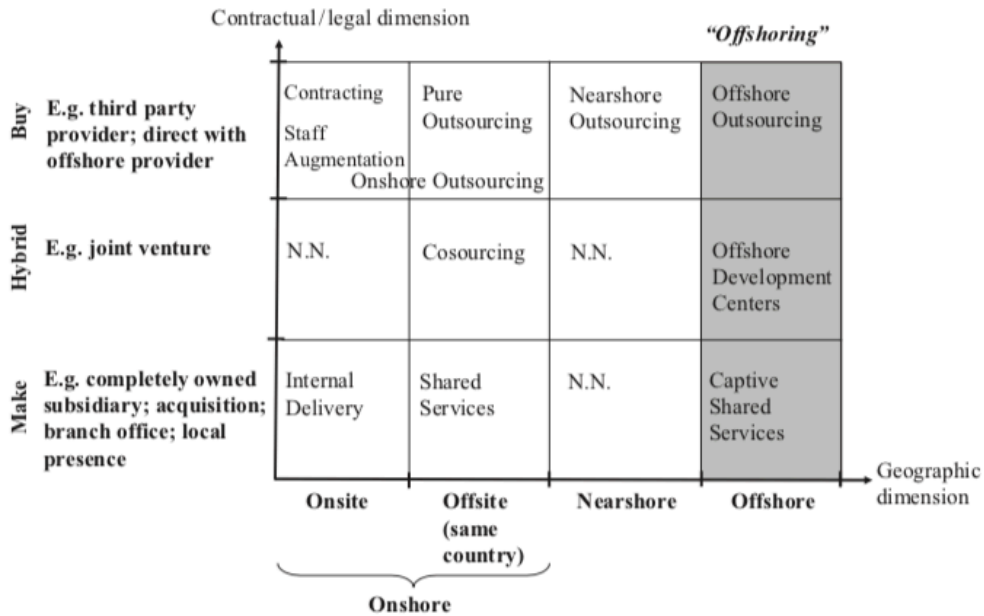 Contractual/legal dimension
“Offshoring”
Buy
E.g. third party
provider; direct with
offshore provider
Contracting
Staff
Augmentation
Pure
Outsourcing
Onshore Outsourcing
Nearshore
Outsourcing
Offshore
Outsourcing
Hybrid
E.g. joint venture
N.N.
Cosourcing
N.N.
Offshore
Development
Centers
Make
E.g. completely owned
subsidiary; acquisition;
branch office; local
presence
Internal
Delivery
Shared
Services
N.N.
Captive
Shared
Services
Geographic
dimension
Onsite
Offsite
(same
country)
Nearshore
Offshore
Onshore